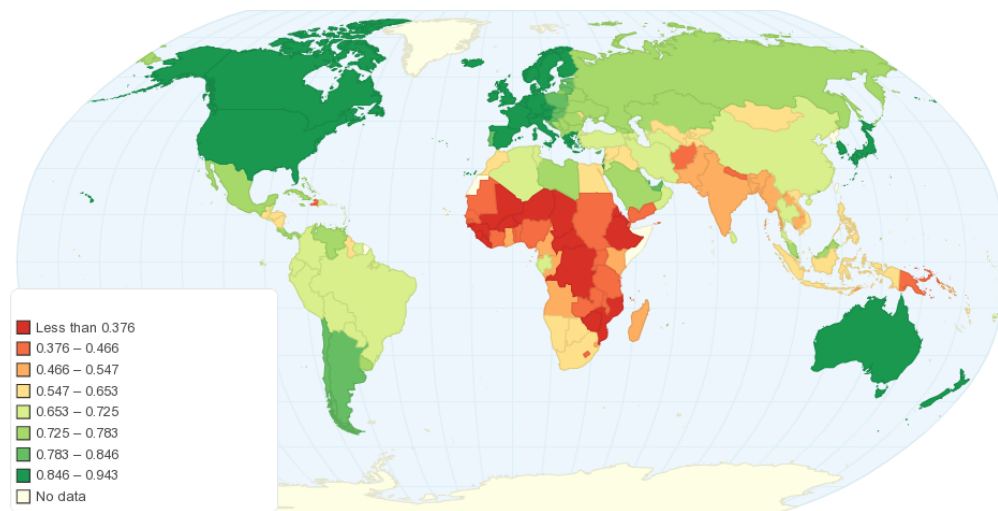 Less than 0.376
0.376 – 0.466
0.466 – 0.547
0.547 – 0.653
0.653 – 0.725
0.725 – 0.783
0.783 – 0.846
0.846 – 0.943
No data